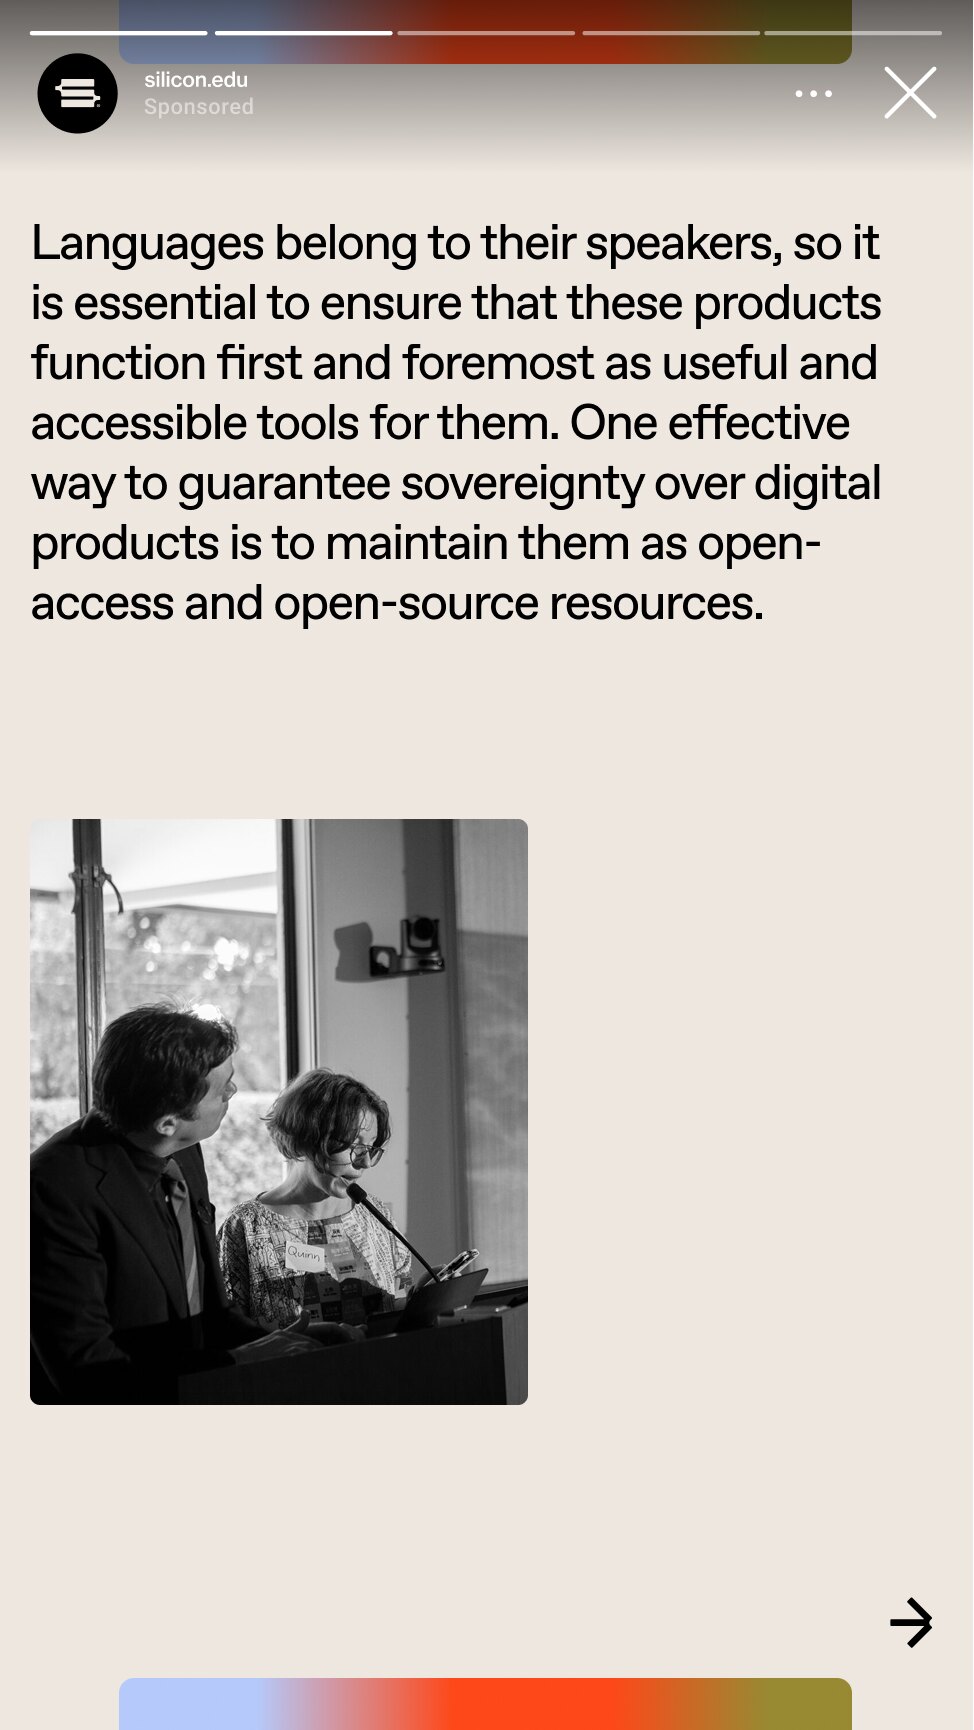 silicon.edu
Sponsored
Languages belong to their speakers, so it
is essential to ensure that these products
function first and foremost as useful and
accessible tools for them. One effective
way to guarantee sovereignty over digital
products is to maintain them as open-
access and open-source resources.
Quinn